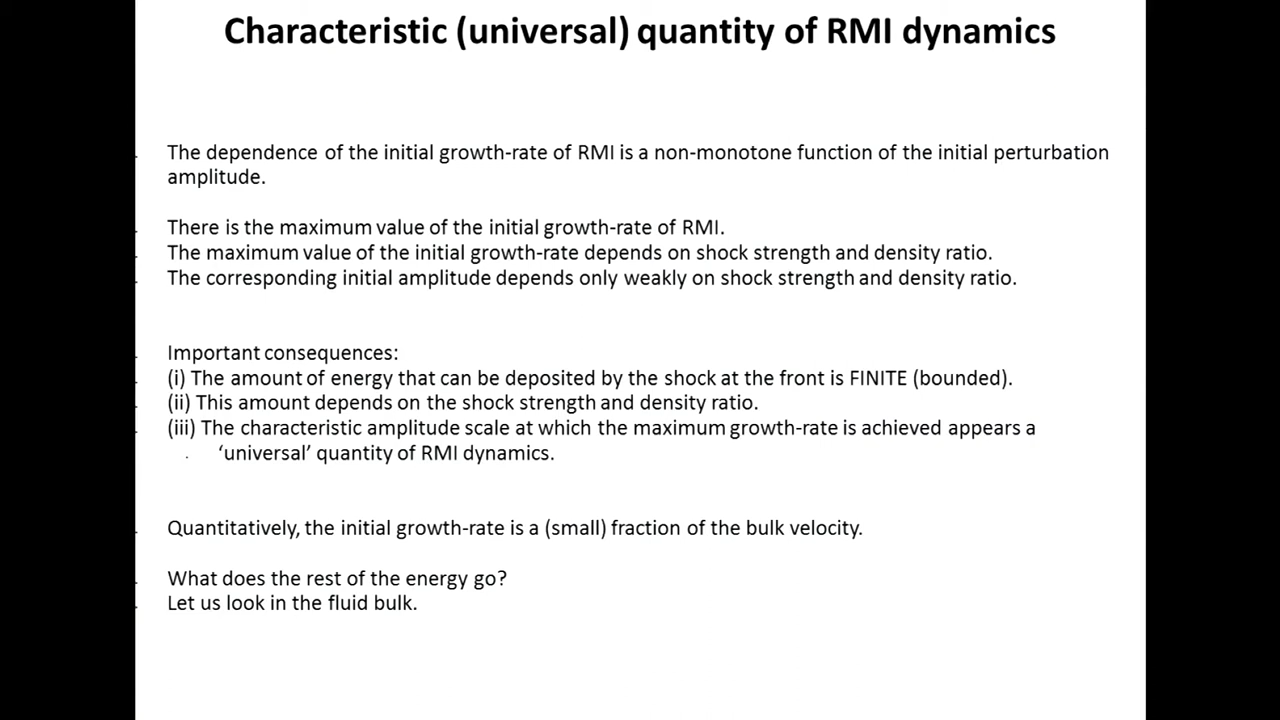 Characteristic (universal) quantity of RMI dynamics
The dependence of the initial growth-rate of RMI is a non-monotone function of the initial perturbation
amplitude.
There is the maximum value of the initial growth-rate of RMI.
The maximum value of the initial growth-rate depends on shock strength and density ratio.
The corresponding initial amplitude depends only weakly on shock strength and density ratio.
Important consequences:
(i) The amount of energy that can be deposited by the shock at the front is FINITE (bounded).
(ii) This amount depends on the shock strength and density ratio.
(iii) The characteristic amplitude scale at which the maximum growth-rate is achieved appears a
‘universal’ quantity of RMI dynamics.
Quantitatively, the initial growth-rate is a (small) fraction of the bulk velocity.
What does the rest of the energy go?
Let us look in the fluid bulk.